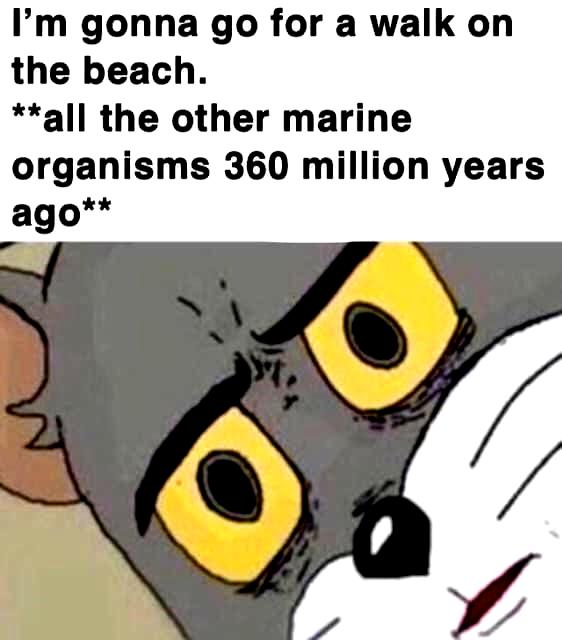 I'm gonna go for a walk on
the beach.
**all the other marine
organisms 360 million years
ago**